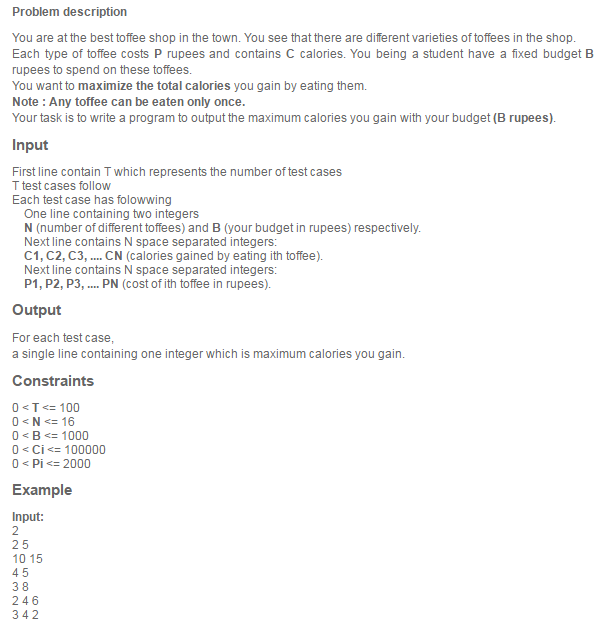 Problem description
You are at the best toffee shop in the town. You see that there are different varieties of toffees in the shop.
Each type of toffee costs P rupees and contains C calories. You being a student have a fixed budget B
rupees to spend on these toffees.
You want to maximize the total calories you gain by eating them.
Note : Any toffee can be eaten only once.
Your task is to write a program to output the maximum calories you gain with your budget (B rupees).
Input
First line contain T which represents the number of test cases
T test cases follow
Each test case has folowwing
One line containing two integers
N (number of different toffees) and B (your budget in rupees) respectively.
Next line contains N space separated integers:
C1, C2, C3, .... CN (calories gained by eating ith toffee).
Next line contains N space separated integers:
P1, P2, P3, .... PN (cost of ith toffee in rupees).
Output
For each test case,
a single line containing one integer which is maximum calories you gain.
Constraints
0 < T <= 100
0 < N <= 16
0 < B <= 1000
0 < Ci <= 100000
0 < Pi <= 2000
Example
Input:
2
2 5
10 15
4 5
3 8
2 4 6
3 4 2